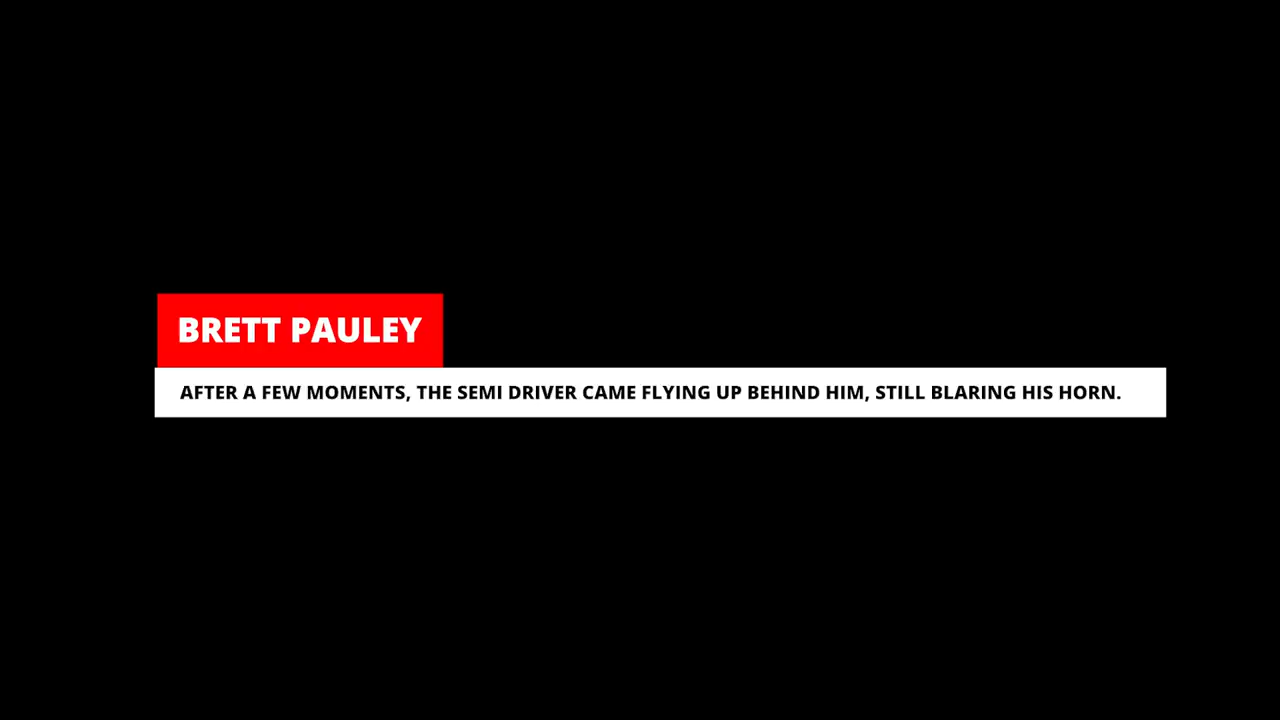 BRETT PAULEY
AFTER A FEW MOMENTS, THE SEMI DRIVER CAME FLYING UP BEHIND HIM, STILL BLARING HIS HORN.